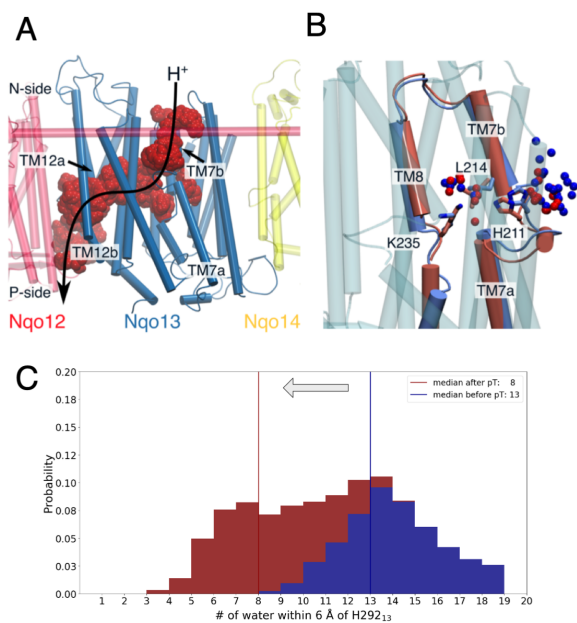 A
N-side
H+
TM12a
TM7b
TM12b
TM7a
P-side
Nqo12 Nqo13 Nqo14
B
TM7b
L214
TM8
K235
H211
TM7a
C
0.20
0.18
0.15
0.13
0.10
0.08
0.05
0.03
0.00
Probability
median after pT: 8
median before pT: 13
1 2 3 4 5 6 7 8 9 10 11 12 13 14 15 16 17 18 19 20
# of water within 6 Å of H292₁₃